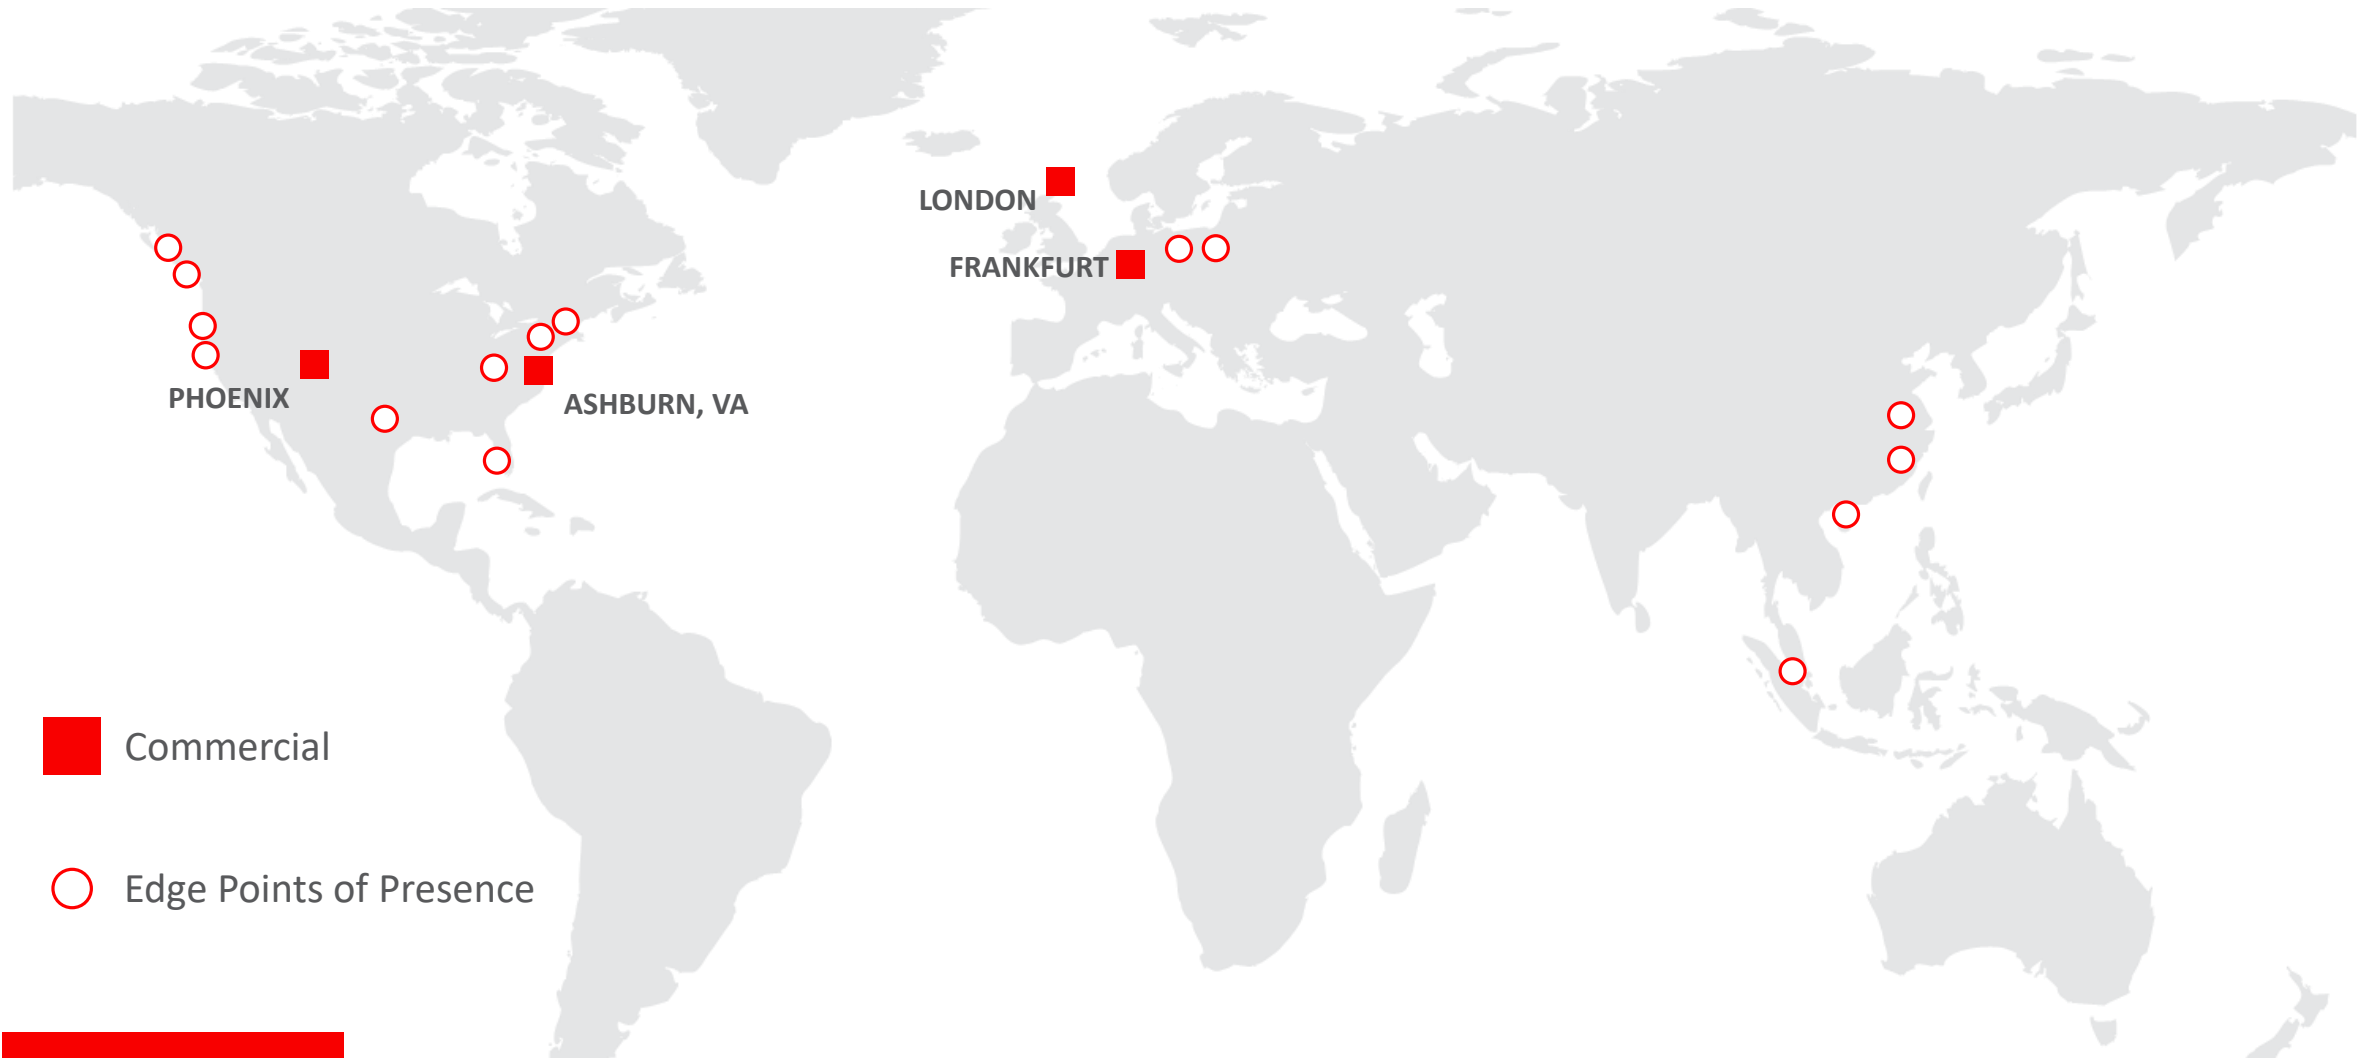 LONDON
FRANKFURT
PHOENIX
ASHBURN, VA
Commercial
Edge Points of Presence